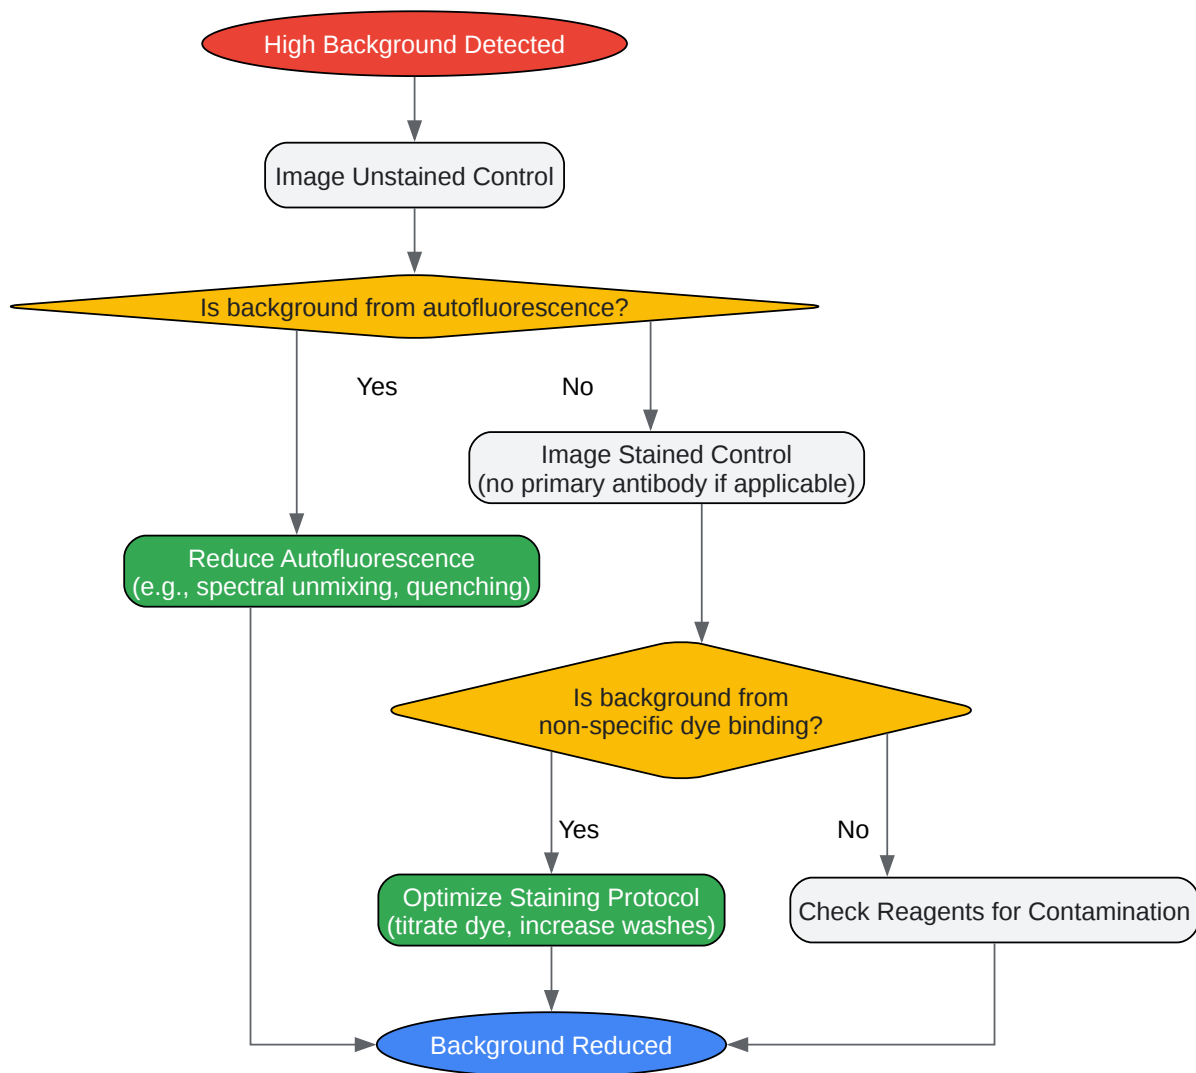 High Background Detected
Image Unstained Control
Is background from autofluorescence?
Yes
No
Image Stained Control
(no primary antibody if applicable)
Reduce Autofluorescence
(e.g., spectral unmixing, quenching)
Is background from
non-specific dye binding?
Yes
No
Optimize Staining Protocol
(titrate dye, increase washes)
Check Reagents for Contamination
Background Reduced